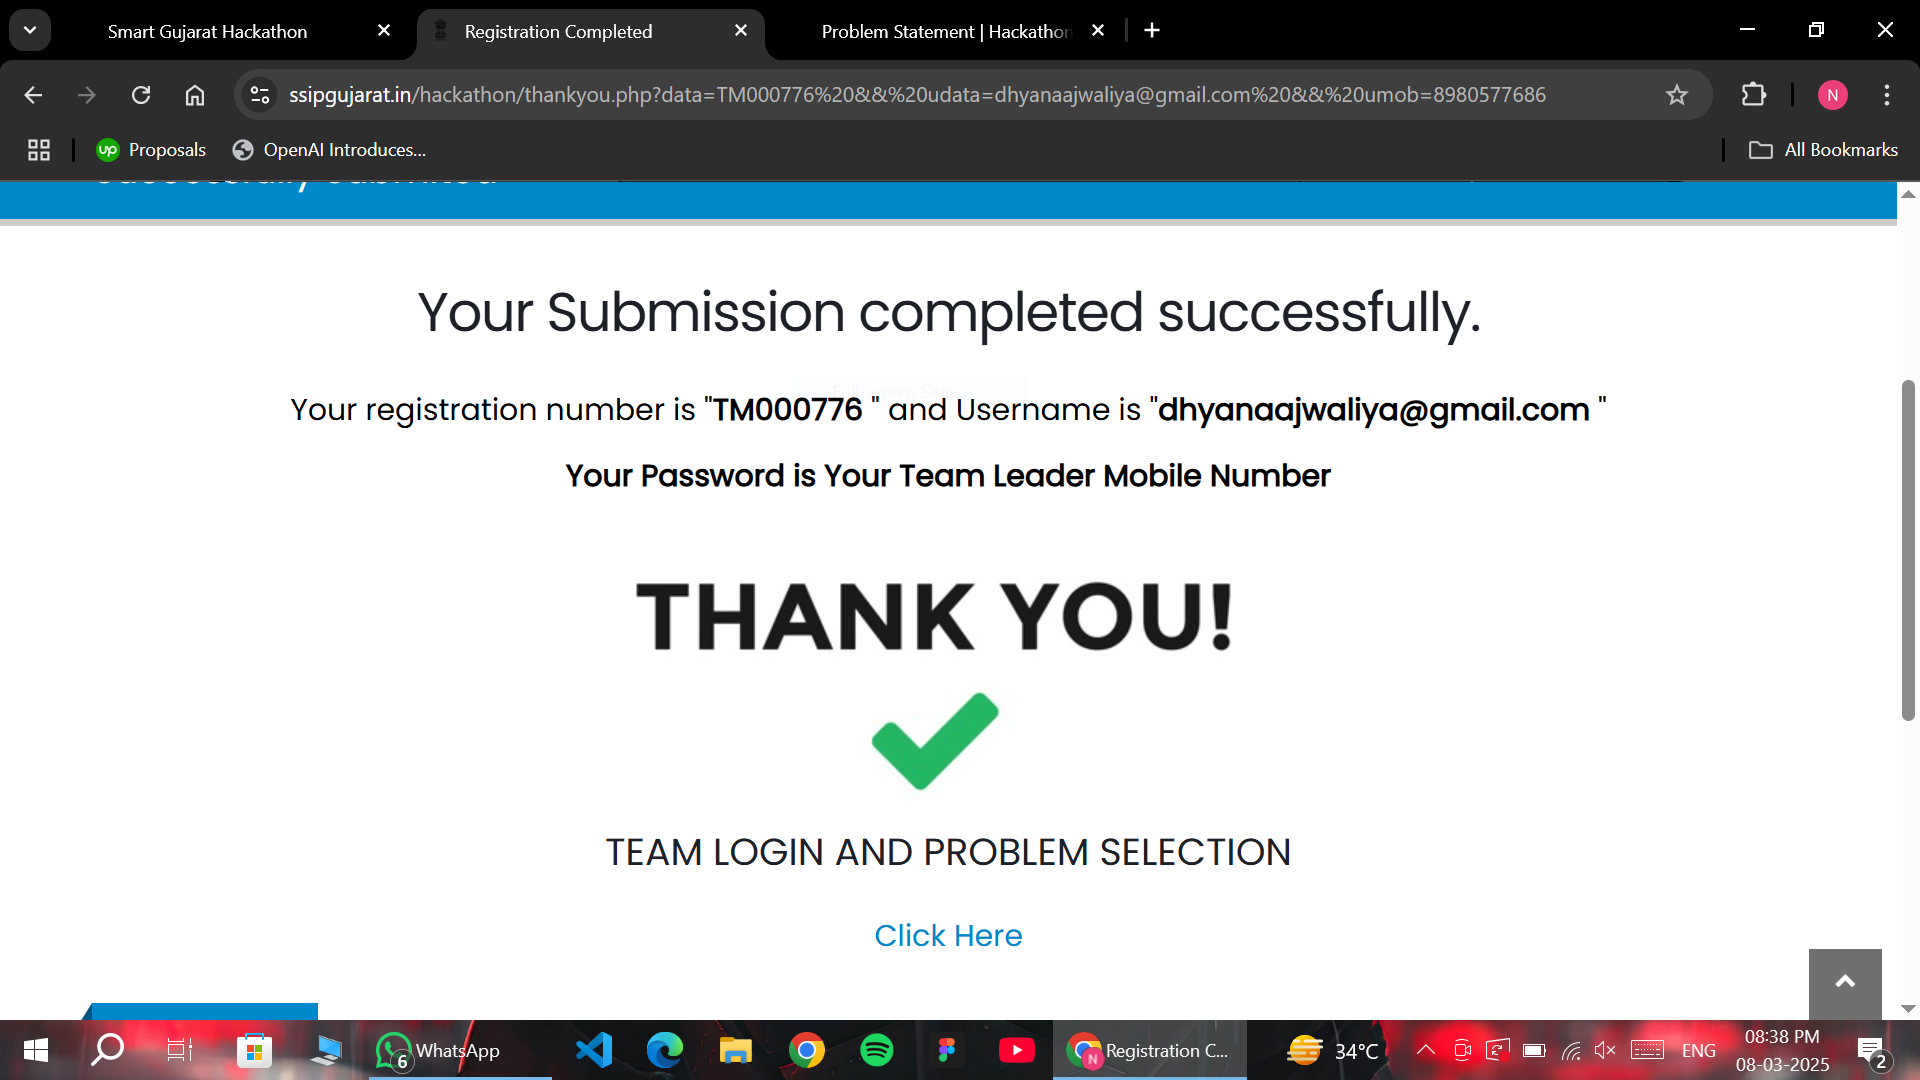 Smart Gujarat Hackathon
Registration Completed
Problem Statement | Hackathon
N
ssipgujarat.in/hackathon/thankyou.php?data=TM000776%20&&%20udata=dhyanaajwaliya@gmail.com%20&&%20umob=8980577686
up Proposals
OpenAI Introduces...
All Bookmarks
Your Submission completed successfully.
Your registration number is "TM000776 " and Username is "dhyanaajwaliya@gmail.com "
Your Password is Your Team Leader Mobile Number
THANK YOU!
TEAM LOGIN AND PROBLEM SELECTION
Click Here
6
WhatsApp
N
Registration C...
34°C
ENG
08:38 PM
08-03-2025
2